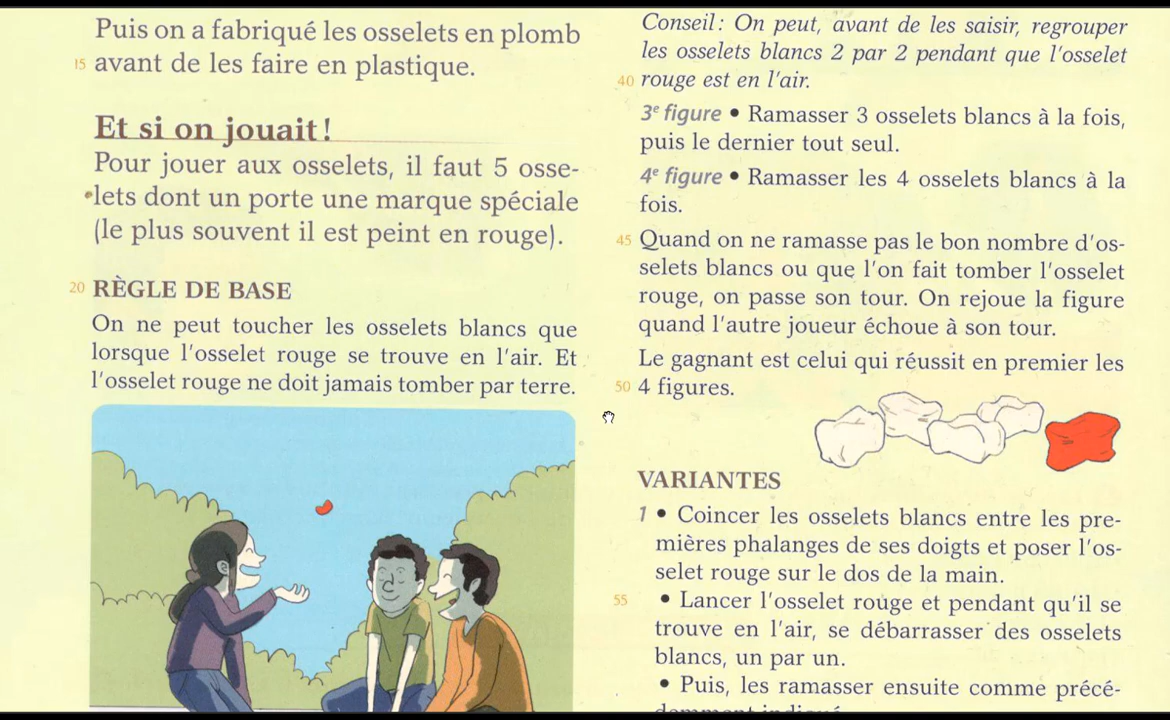 Puis on a fabriqué les osselets en plomb
15 avant de les faire en plastique.
Et si on jouait !
Pour jouer aux osselets, il faut 5 osse-
lets dont un porte une marque spéciale
(le plus souvent il est peint en rouge).
20 RÈGLE DE BASE
On ne peut toucher les osselets blancs que
lorsque l'osselet rouge se trouve en l'air. Et
l'osselet rouge ne doit jamais tomber par terre.
Conseil : On peut, avant de les saisir, regrouper
les osselets blancs 2 par 2 pendant que l'osselet
40 rouge est en l'air.
3e figure • Ramasser 3 osselets blancs à la fois,
puis le dernier tout seul.
4e figure • Ramasser les 4 osselets blancs à la
fois.
45 Quand on ne ramasse pas le bon nombre d'os-
selets blancs ou que l'on fait tomber l'osselet
rouge, on passe son tour. On rejoue la figure
quand l'autre joueur échoue à son tour.
Le gagnant est celui qui réussit en premier les
50 4 figures.
VARIANTES
1 • Coincer les osselets blancs entre les pre-
mières phalanges de ses doigts et poser l'os-
selet rouge sur le dos de la main.
55 • Lancer l'osselet rouge et pendant qu'il se
trouve en l'air, se débarrasser des osselets
blancs, un par un.
• Puis, les ramasser ensuite comme précé-